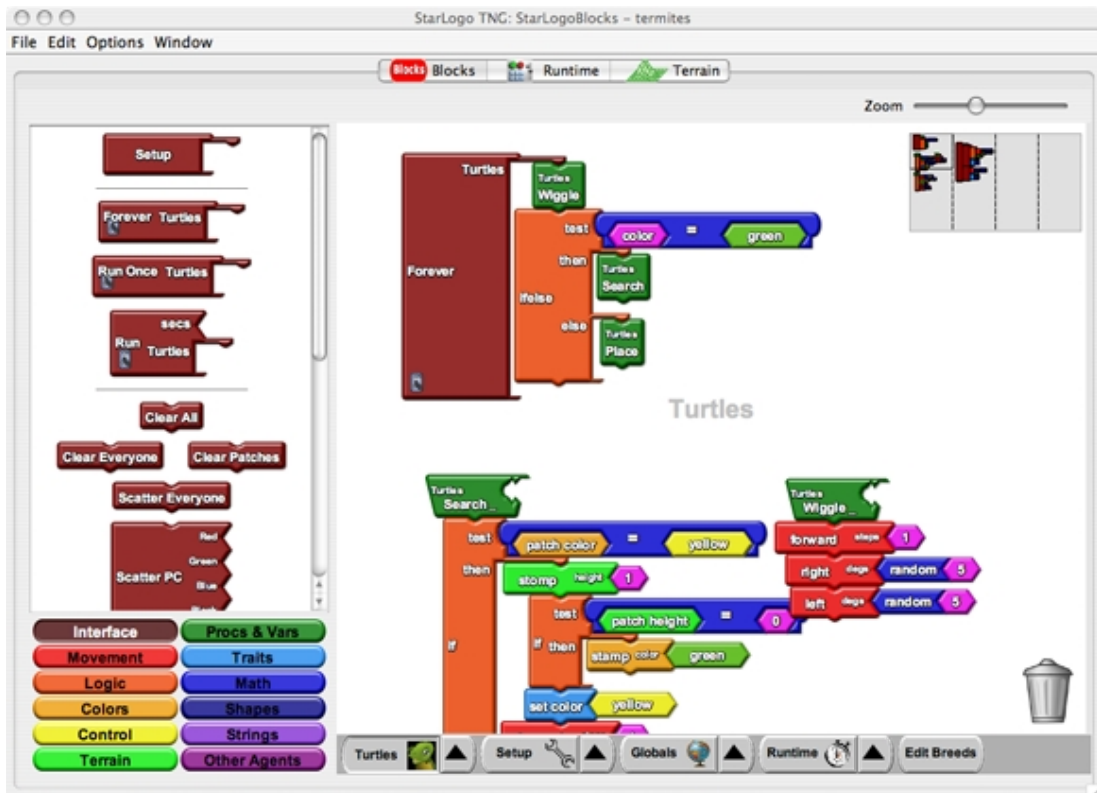 StarLogo TNG: StarLogoBlocks – termites
File Edit Options Window
Blocks Blocks Runtime Terrain
Zoom
Setup
Forever Turtles
Run Once Turtles
secs
Run Turtles
Clear All
Clear Everyone Clear Patches
Scatter Everyone
Red
Green
Scatter PC
Blue
Interface Procs & Vars
Movement Traits
Logic Math
Colors Shapes
Control Strings
Terrain Other Agents
Turtles
Turtles
Wiggle
test color = green
then
Turtles
Search
Forever
ifelse
else
Turtles
Place
Turtles
Turtles
Search_
test patch color = yellow
then
stomp height 1
test patch height = 0
if
if then
stamp color green
set color yellow
Turtles
Wiggle_
forward steps 1
right degs random 5
left degs random 5
Turtles Setup Globals Runtime Edit Breeds